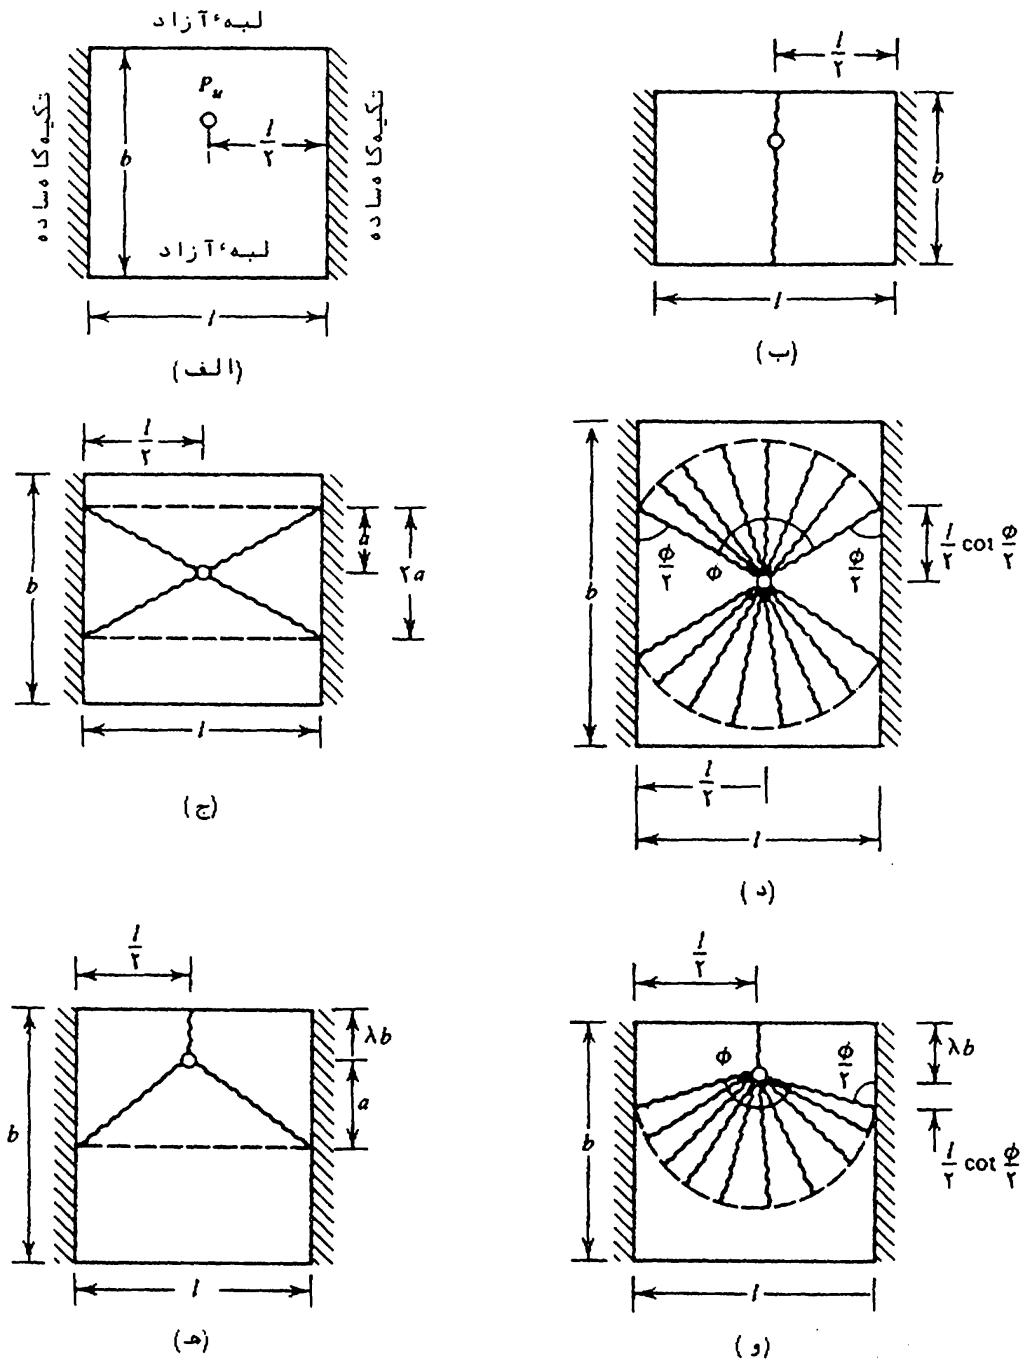 لبهٔ آزاد
تکیه گاه ساده
P_u
l/۲
b
تکیه گاه ساده
لبهٔ آزاد
l
(الف)
l/۲
b
l
(ب)
l/۲
b
a
۲a
l
(ج)
b
ϕ/۲
ϕ
ϕ/۲
l/۲ cot ϕ/۲
l/۲
l
(د)
l/۲
λb
a
b
l
(هـ)
l/۲
ϕ
ϕ/۲
λb
b
l/۲ cot ϕ/۲
l
(و)